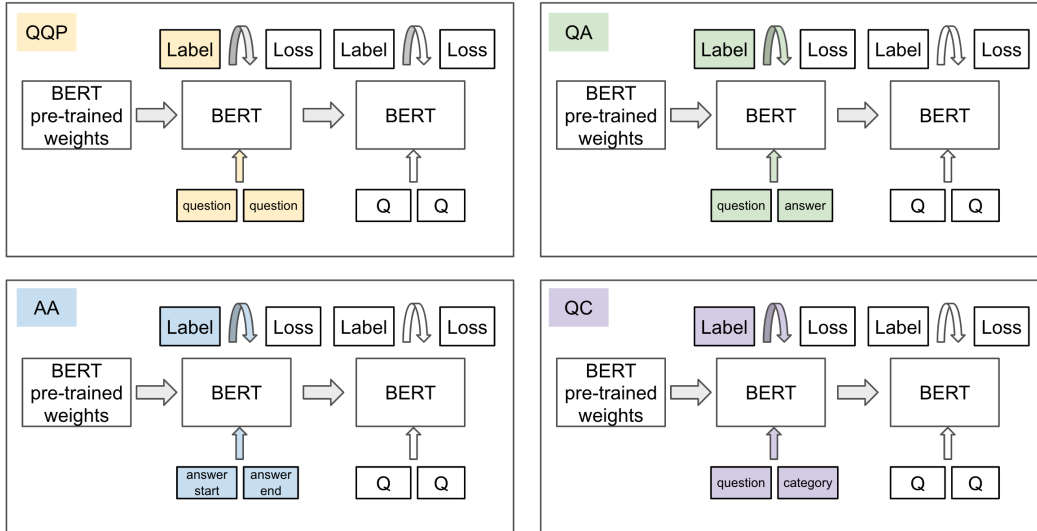 QQP
Label
Loss
Label
Loss
BERT
pre-trained
weights
BERT
BERT
question
question
Q
Q
QA
Label
Loss
Label
Loss
BERT
pre-trained
weights
BERT
BERT
question
answer
Q
Q
AA
Label
Loss
Label
Loss
BERT
pre-trained
weights
BERT
BERT
answer
start
answer
end
Q
Q
QC
Label
Loss
Label
Loss
BERT
pre-trained
weights
BERT
BERT
question
category
Q
Q